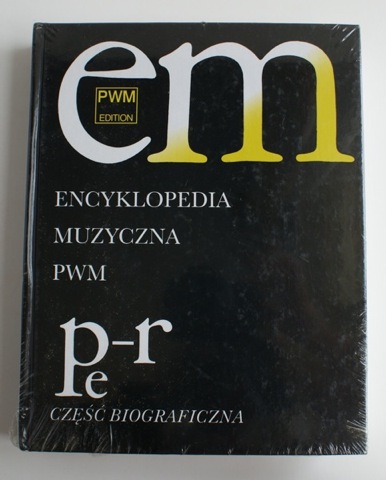 em
PWM
EDITION
ENCYKLOPEDIA
MUZYCZNA
PWM
pe-r
CZĘŚĆ BIOGRAFICZNA